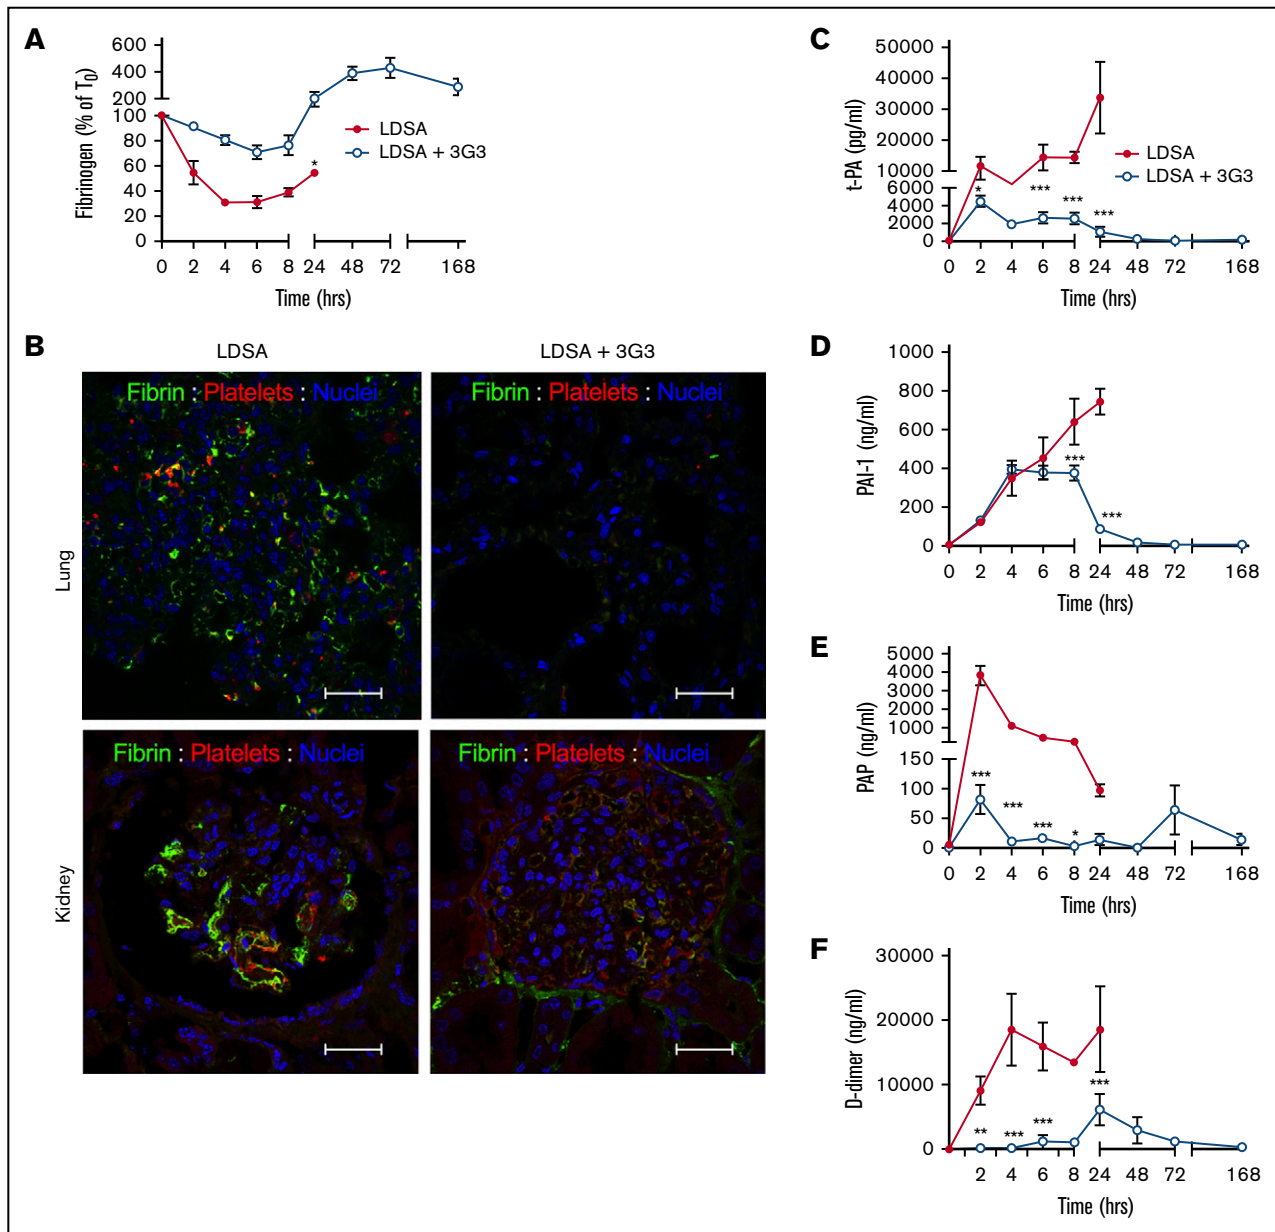 A
Fibrinogen (% of T0)
600
400
200
100
80
60
40
20
0
*
LDSA
LDSA + 3G3
0 2 4 6 8 24 48 72 168
Time (hrs)
B
LDSA
LDSA + 3G3
Lung
Fibrin : Platelets : Nuclei
Fibrin : Platelets : Nuclei
Kidney
Fibrin : Platelets : Nuclei
Fibrin : Platelets : Nuclei
C
t-PA (pg/ml)
50000
40000
30000
20000
10000
6000
4000
2000
0
LDSA
LDSA + 3G3
* *** *** ***
0 2 4 6 8 24 48 72 168
Time (hrs)
D
PAI-1 (ng/ml)
1000
800
600
400
200
0
***
***
0 2 4 6 8 24 48 72 168
Time (hrs)
E
PAP (ng/ml)
5000
4000
3000
2000
1000
150
100
50
0
*** *** *** *
0 2 4 6 8 24 48 72 168
Time (hrs)
F
D-dimer (ng/ml)
30000
20000
10000
0
** *** *** ***
2 4 6 8 24 48 72 168
Time (hrs)